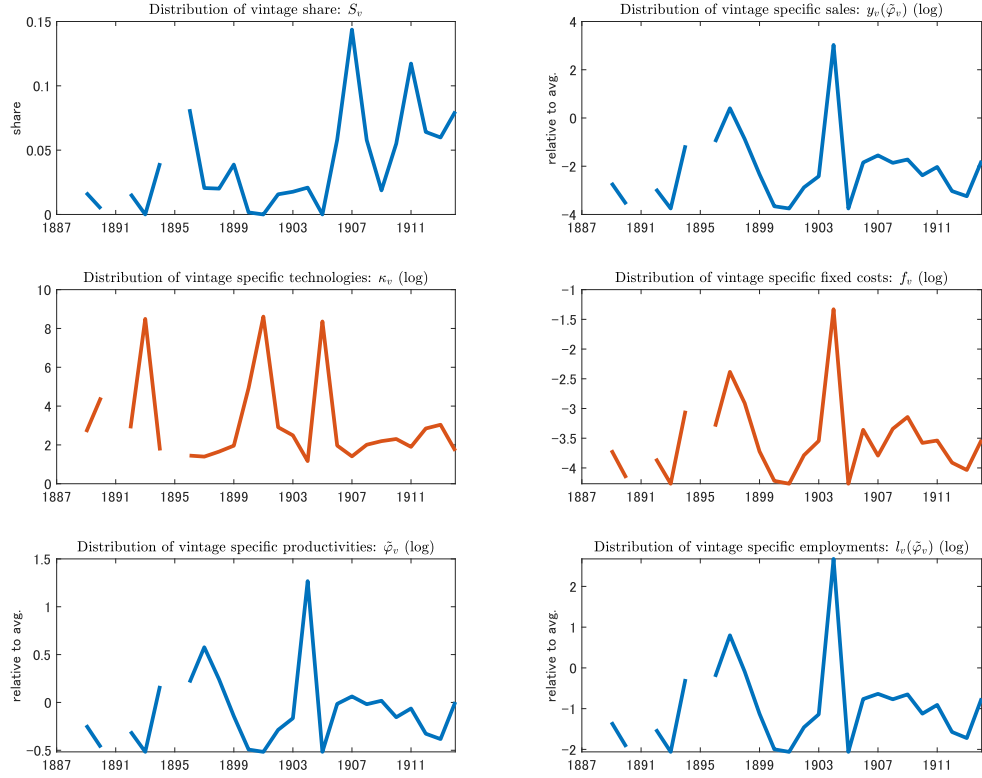 Distribution of vintage share: S_v
share
0.15
0.1
0.05
0
1887 1891 1895 1899 1903 1907 1911
Distribution of vintage specific sales: y_v(φ̃_v) (log)
relative to avg.
4
2
0
−2
−4
1887 1891 1895 1899 1903 1907 1911
Distribution of vintage specific technologies: κ_v (log)
10
8
6
4
2
0
1887 1891 1895 1899 1903 1907 1911
Distribution of vintage specific fixed costs: f_v (log)
−1
−1.5
−2
−2.5
−3
−3.5
−4
1887 1891 1895 1899 1903 1907 1911
Distribution of vintage specific productivities: φ̃_v (log)
relative to avg.
1.5
1
0.5
0
−0.5
1887 1891 1895 1899 1903 1907 1911
Distribution of vintage specific employments: l_v(φ̃_v) (log)
relative to avg.
2
1
0
−1
−2
1887 1891 1895 1899 1903 1907 1911